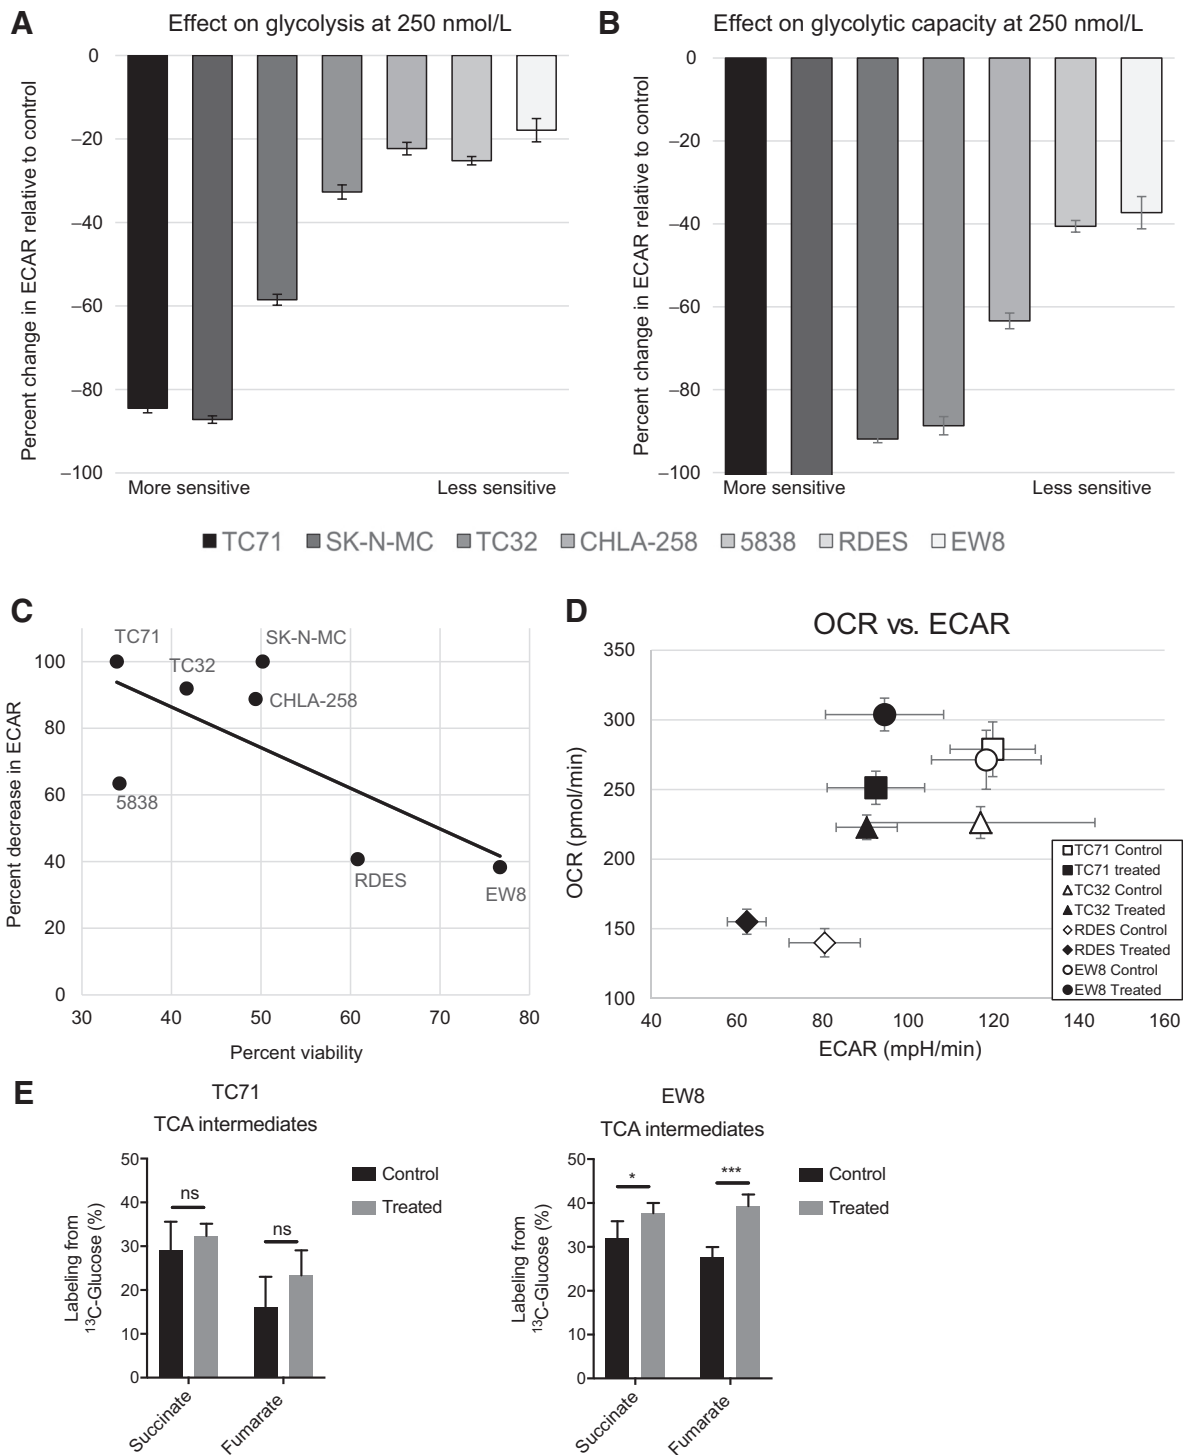 A
Effect on glycolysis at 250 nmol/L
Percent change in ECAR relative to control
0
–20
–40
–60
–80
–100
More sensitive
Less sensitive
B
Effect on glycolytic capacity at 250 nmol/L
Percent change in ECAR relative to control
0
–20
–40
–60
–80
–100
More sensitive
Less sensitive
TC71 SK-N-MC TC32 CHLA-258 5838 RDES EW8
C
Percent decrease in ECAR
100
80
60
40
20
0
TC71
SK-N-MC
TC32
CHLA-258
5838
RDES
EW8
30 40 50 60 70 80
Percent viability
D
OCR vs. ECAR
OCR (pmol/min)
350
300
250
200
150
100
TC71 Control
TC71 treated
TC32 Control
TC32 Treated
RDES Control
RDES Treated
EW8 Control
EW8 Treated
40 60 80 100 120 140 160
ECAR (mpH/min)
E
TC71
TCA intermediates
Labeling from
¹³C-Glucose (%)
50
40
30
20
10
0
ns
ns
Control
Treated
Succinate
Fumarate
EW8
TCA intermediates
Labeling from
¹³C-Glucose (%)
50
40
30
20
10
0
*
***
Control
Treated
Succinate
Fumarate